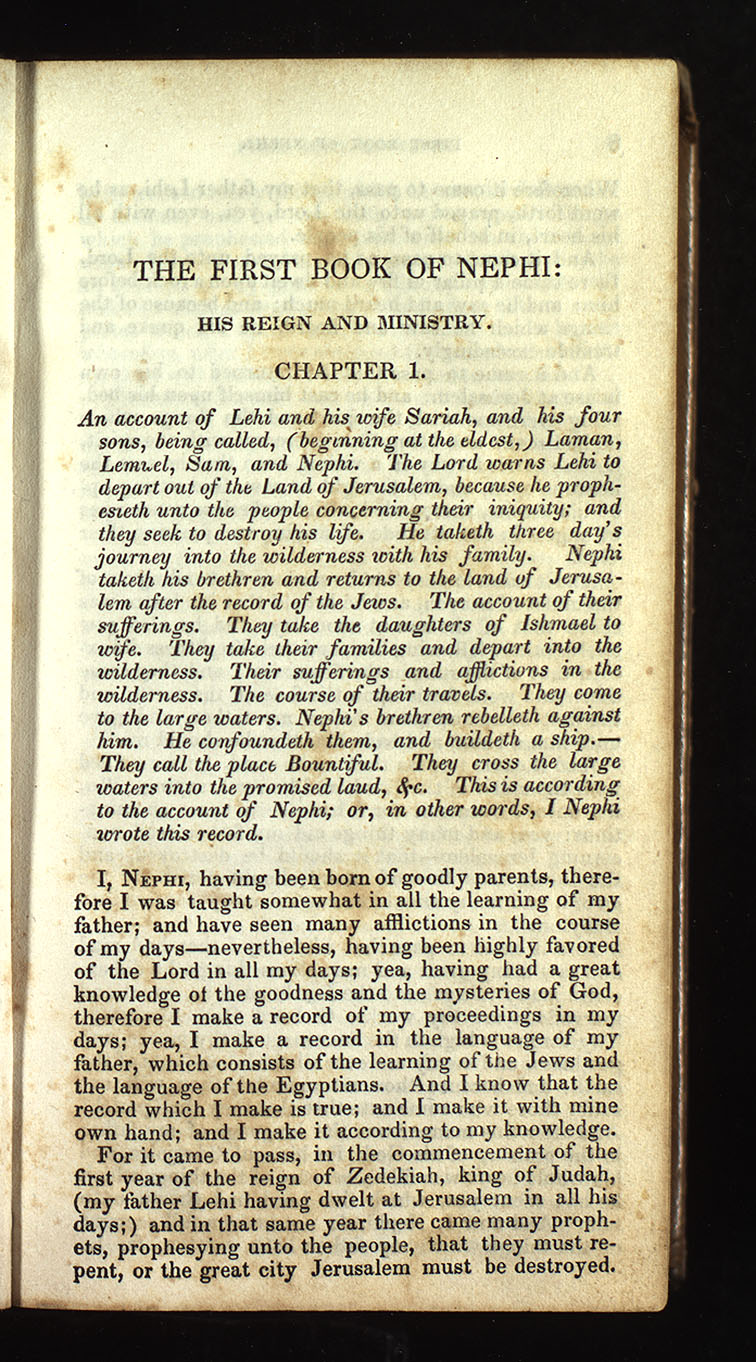 THE FIRST BOOK OF NEPHI:
HIS REIGN AND MINISTRY.
CHAPTER 1.
An account of Lehi and his wife Sariah, and his four
sons, being called, (beginning at the eldest,) Laman,
Lemuel, Sam, and Nephi. The Lord warns Lehi to
depart out of the Land of Jerusalem, because he proph-
esieth unto the people concerning their iniquity; and
they seek to destroy his life. He taketh three day's
journey into the wilderness with his family. Nephi
taketh his brethren and returns to the land of Jerusa-
lem after the record of the Jews. The account of their
sufferings. They take the daughters of Ishmael to
wife. They take their families and depart into the
wilderness. Their sufferings and afflictions in the
wilderness. The course of their travels. They come
to the large waters. Nephi's brethren rebelleth against
him. He confoundeth them, and buildeth a ship.—
They call the place Bountiful. They cross the large
waters into the promised laud, &c. This is according
to the account of Nephi; or, in other words, I Nephi
wrote this record.
I, NEPHI, having been born of goodly parents, there-
fore I was taught somewhat in all the learning of my
father; and have seen many afflictions in the course
of my days—nevertheless, having been highly favored
of the Lord in all my days; yea, having had a great
knowledge of the goodness and the mysteries of God,
therefore I make a record of my proceedings in my
days; yea, I make a record in the language of my
father, which consists of the learning of the Jews and
the language of the Egyptians. And I know that the
record which I make is true; and I make it with mine
own hand; and I make it according to my knowledge.
For it came to pass, in the commencement of the
first year of the reign of Zedekiah, king of Judah,
(my father Lehi having dwelt at Jerusalem in all his
days;) and in that same year there came many proph-
ets, prophesying unto the people, that they must re-
pent, or the great city Jerusalem must be destroyed.